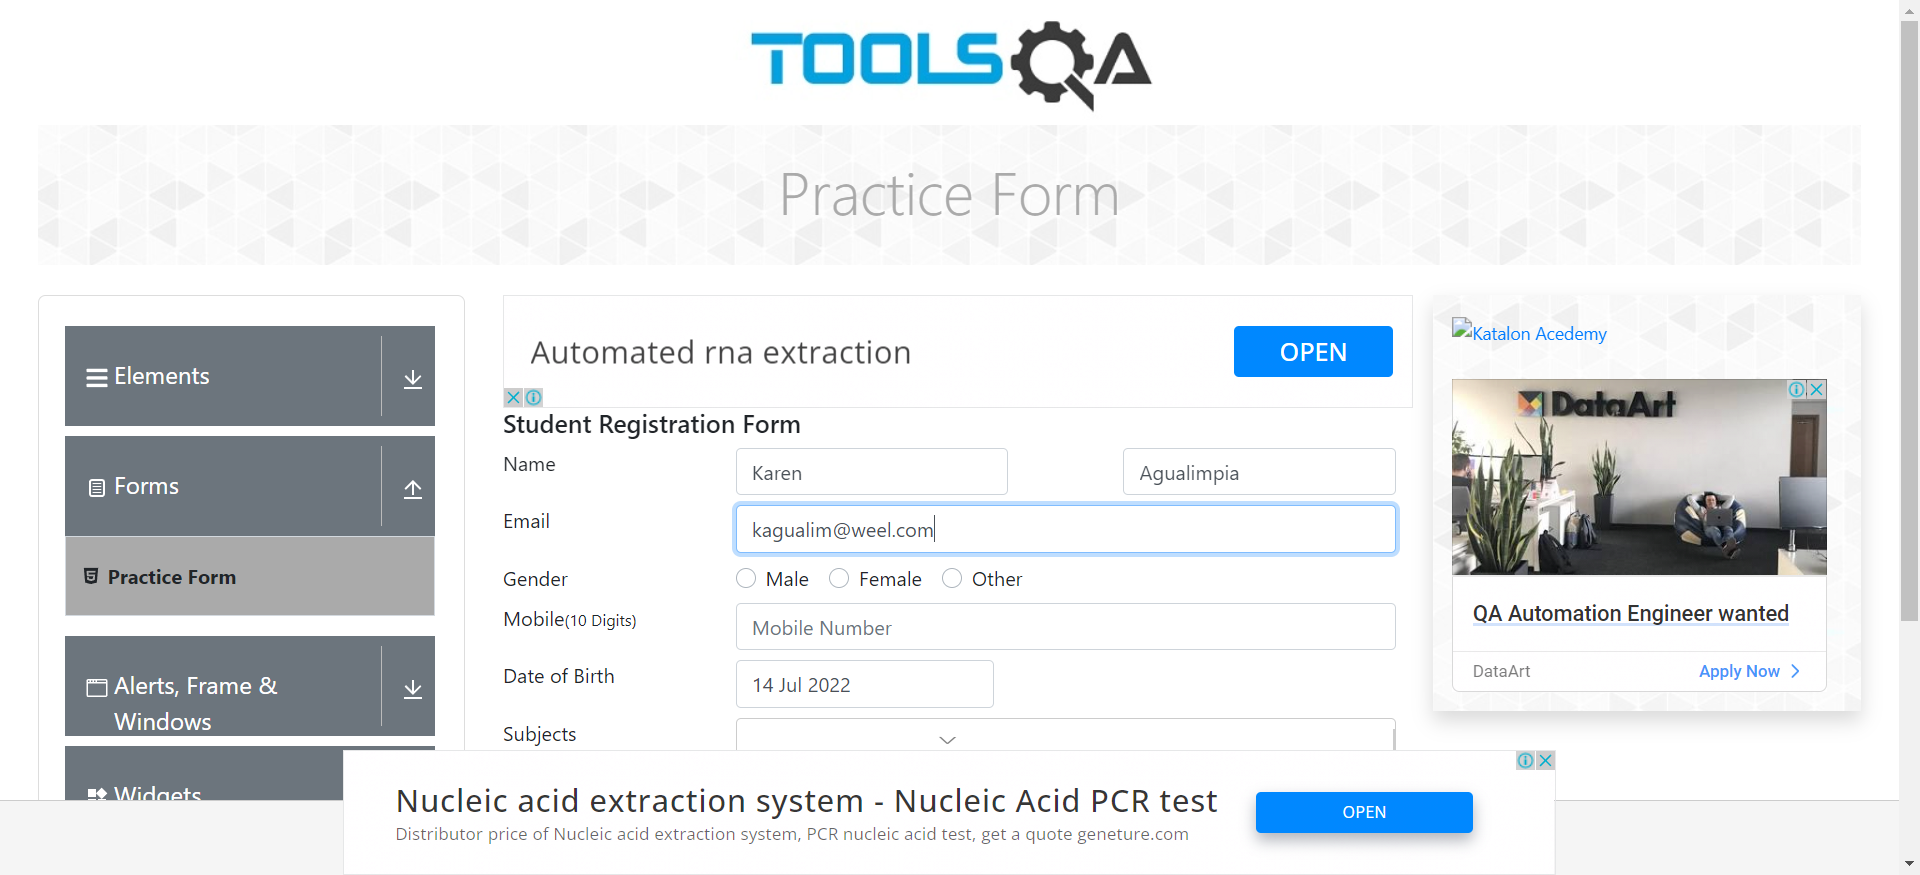 TOOLSQA
Practice Form
Elements
Forms
Practice Form
Alerts, Frame &
Windows
Widgets
Automated rna extraction
OPEN
Student Registration Form
Name
Karen
Agualimpia
Email
kagualim@weel.com
Gender
Male
Female
Other
Mobile(10 Digits)
Mobile Number
Date of Birth
14 Jul 2022
Subjects
Katalon Acedemy
DataArt
QA Automation Engineer wanted
DataArt
Apply Now
Nucleic acid extraction system - Nucleic Acid PCR test
Distributor price of Nucleic acid extraction system, PCR nucleic acid test, get a quote geneture.com
OPEN